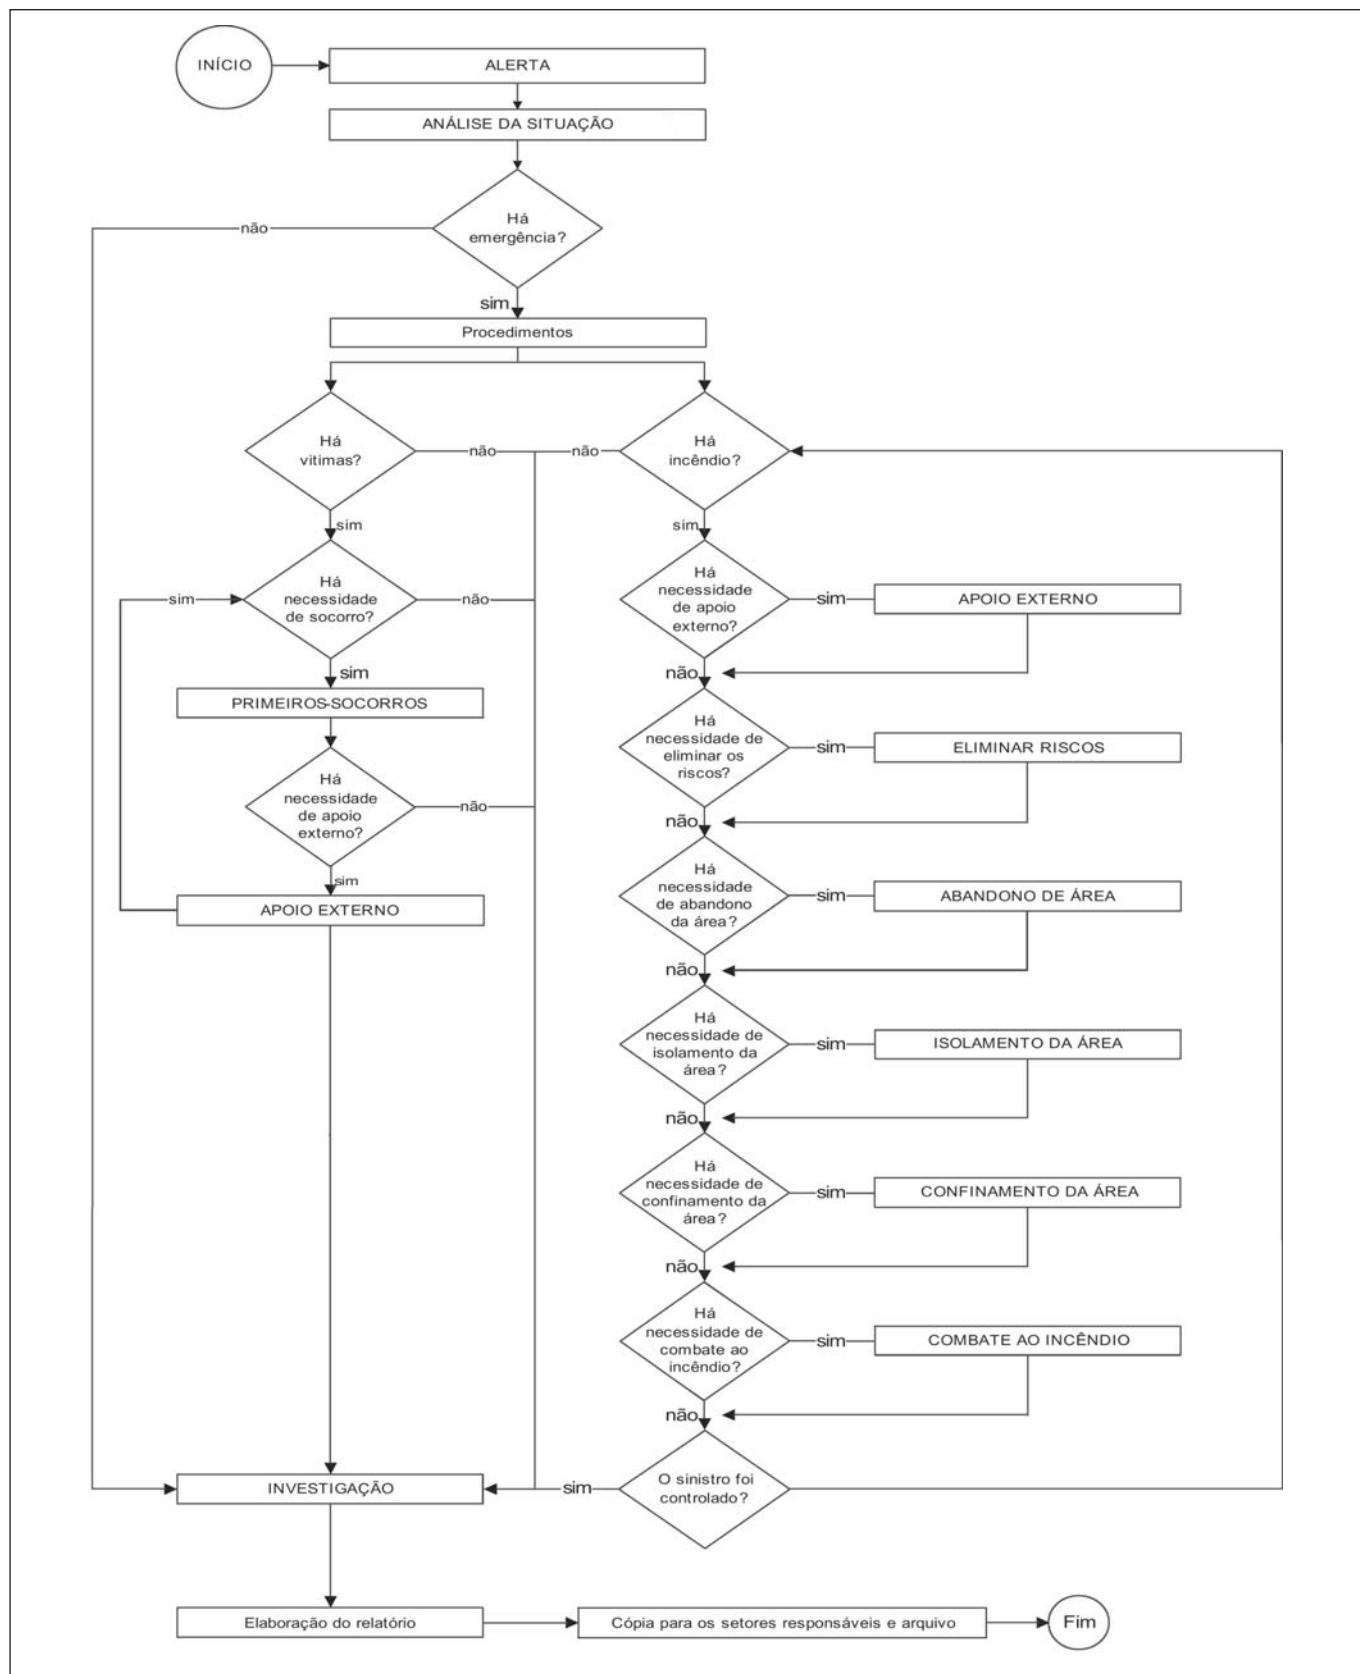 INÍCIO
ALERTA
ANÁLISE DA SITUAÇÃO
Há
emergência?
não
sim
Procedimentos
Há
vitimas?
não
não
Há
incêndio?
sim
sim
Há
necessidade
de socorro?
sim
não
Há
necessidade
de apoio
externo?
sim
APOIO EXTERNO
sim
não
PRIMEIROS-SOCORROS
Há
necessidade de
eliminar os
riscos?
sim
ELIMINAR RISCOS
Há
necessidade
de apoio
externo?
não
não
sim
APOIO EXTERNO
Há
necessidade
de abandono
da área?
sim
ABANDONO DE ÁREA
não
Há
necessidade de
isolamento da
área?
sim
ISOLAMENTO DA ÁREA
não
Há
necessidade de
confinamento da
área?
sim
CONFINAMENTO DA ÁREA
não
Há
necessidade de
combate ao
incêndio?
sim
COMBATE AO INCÊNDIO
não
O sinistro foi
controlado?
sim
INVESTIGAÇÃO
Elaboração do relatório
Cópia para os setores responsáveis e arquivo
Fim